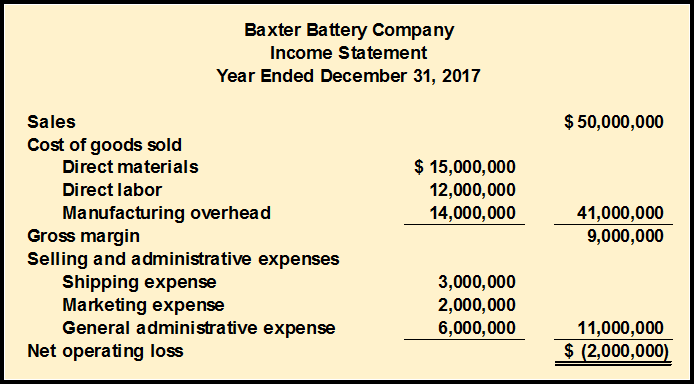 Baxter Battery Company
Income Statement
Year Ended December 31, 2017
Sales $ 50,000,000
Cost of goods sold
Direct materials $ 15,000,000
Direct labor 12,000,000
Manufacturing overhead 14,000,000 41,000,000
Gross margin 9,000,000
Selling and administrative expenses
Shipping expense 3,000,000
Marketing expense 2,000,000
General administrative expense 6,000,000 11,000,000
Net operating loss $ (2,000,000)